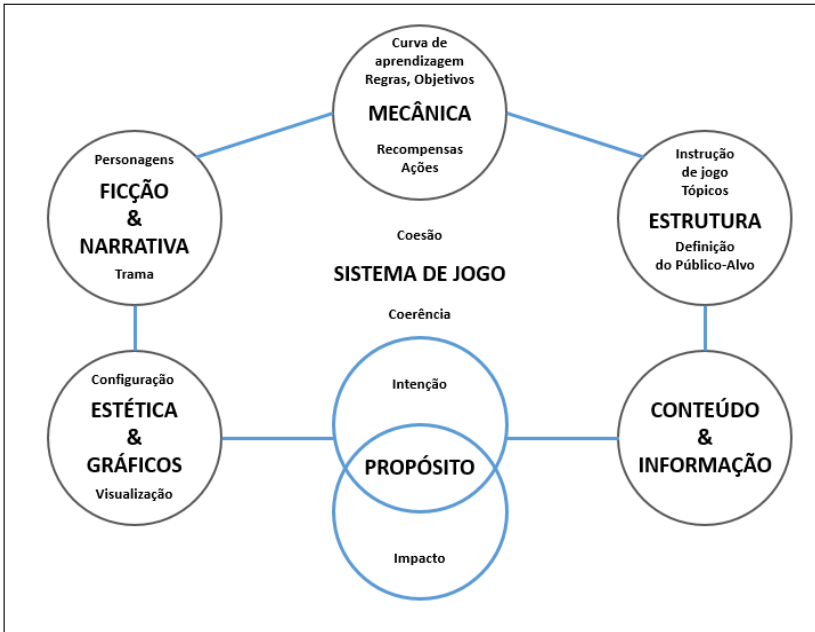 Curva de
aprendizagem
Regras, Objetivos
MECÂNICA
Recompensas
Ações
Personagens
FICÇÃO
&
NARRATIVA
Trama
Instrução
de jogo
Tópicos
ESTRUTURA
Definição
do Público-Alvo
Coesão
SISTEMA DE JOGO
Coerência
Configuração
ESTÉTICA
&
GRÁFICOS
Visualização
Intenção
PROPÓSITO
Impacto
CONTEÚDO
&
INFORMAÇÃO